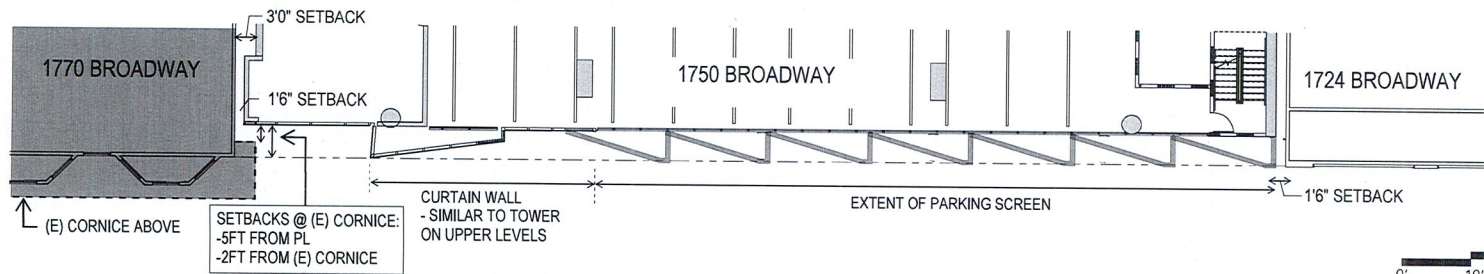 3'0" SETBACK
1770 BROADWAY
1'6" SETBACK
1750 BROADWAY
1724 BROADWAY
(E) CORNICE ABOVE
SETBACKS @ (E) CORNICE:
-5FT FROM PL
-2FT FROM (E) CORNICE
CURTAIN WALL
- SIMILAR TO TOWER
ON UPPER LEVELS
EXTENT OF PARKING SCREEN
1'6" SETBACK